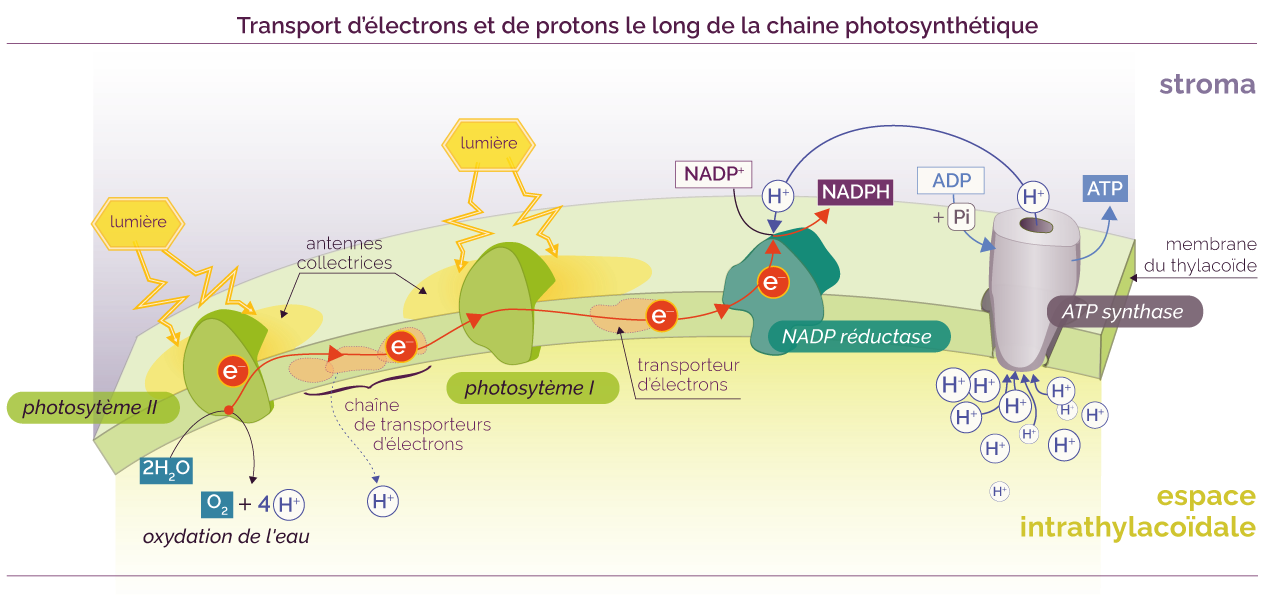 Transport d'électrons et de protons le long de la chaine photosynthétique
stroma
lumière
lumière
antennes
collectrices
NADP⁺
H⁺
NADPH
ADP
+ Pi
H⁺
ATP
membrane
du thylacoïde
ATP synthase
e⁻
e⁻
e⁻
e⁻
NADP réductase
photosytème II
photosytème I
transporteur
d'électrons
chaîne
de transporteurs
d'électrons
2H₂O
O₂ + 4 H⁺
oxydation de l'eau
H⁺
H⁺
H⁺
H⁺
H⁺
H⁺
H⁺
H⁺
H⁺
H⁺
H⁺
H⁺
espace
intrathylacoïdale